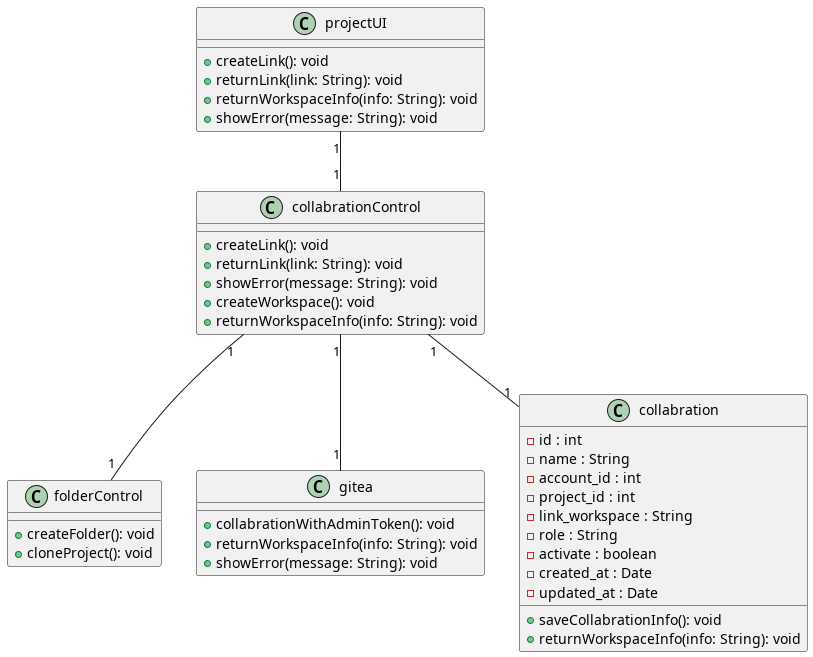 C projectUI
createLink(): void
returnLink(link: String): void
returnWorkspaceInfo(info: String): void
showError(message: String): void
1
1
C collabrationControl
createLink(): void
returnLink(link: String): void
showError(message: String): void
createWorkspace(): void
returnWorkspaceInfo(info: String): void
1
1
1
1
1
1
C folderControl
createFolder(): void
cloneProject(): void
C gitea
collabrationWithAdminToken(): void
returnWorkspaceInfo(info: String): void
showError(message: String): void
C collabration
id : int
name : String
account_id : int
project_id : int
link_workspace : String
role : String
activate : boolean
created_at : Date
updated_at : Date
saveCollabrationInfo(): void
returnWorkspaceInfo(info: String): void